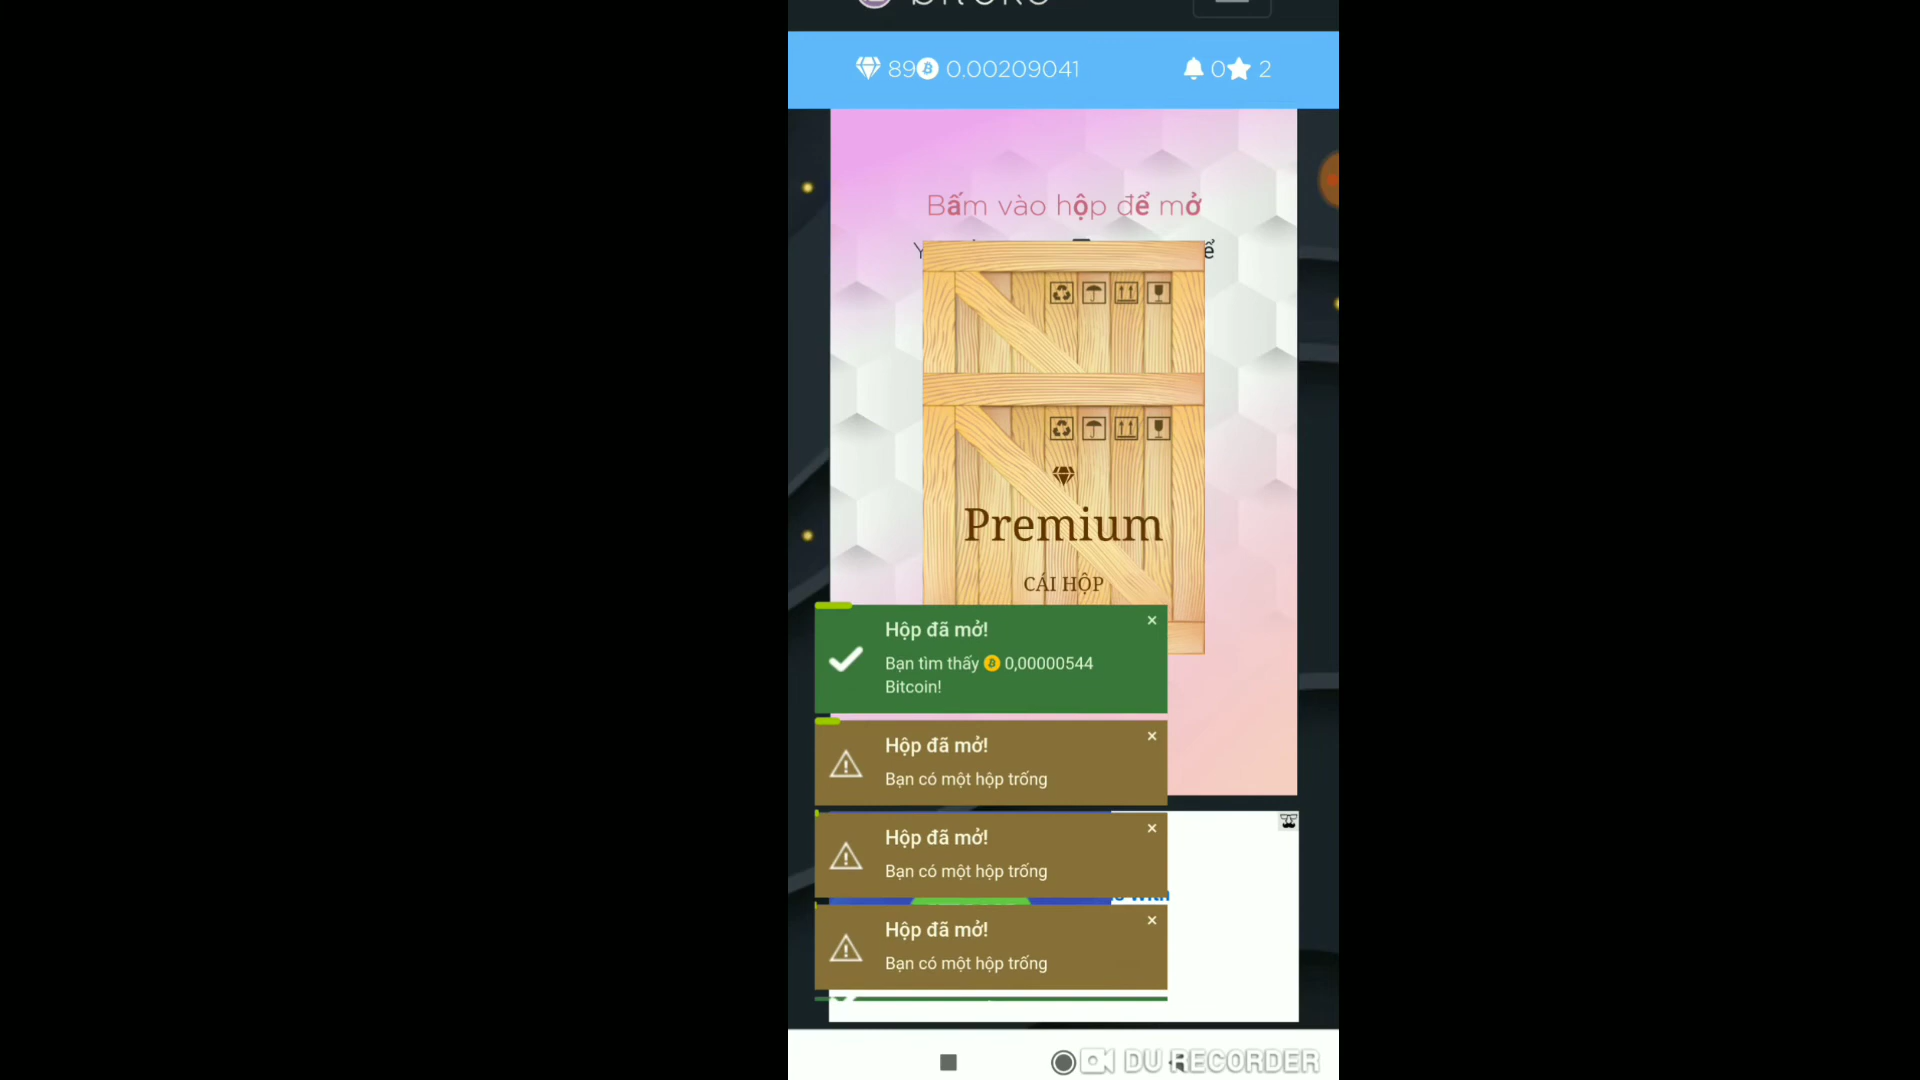 89 0.00209041 0 2
Bấm vào hộp để mở
Premium
CÁI HỘP
Hộp đã mở!
Bạn tìm thấy 0,00000544
Bitcoin!
Hộp đã mở!
Bạn có một hộp trống
Hộp đã mở!
Bạn có một hộp trống
Hộp đã mở!
Bạn có một hộp trống
DU RECORDER